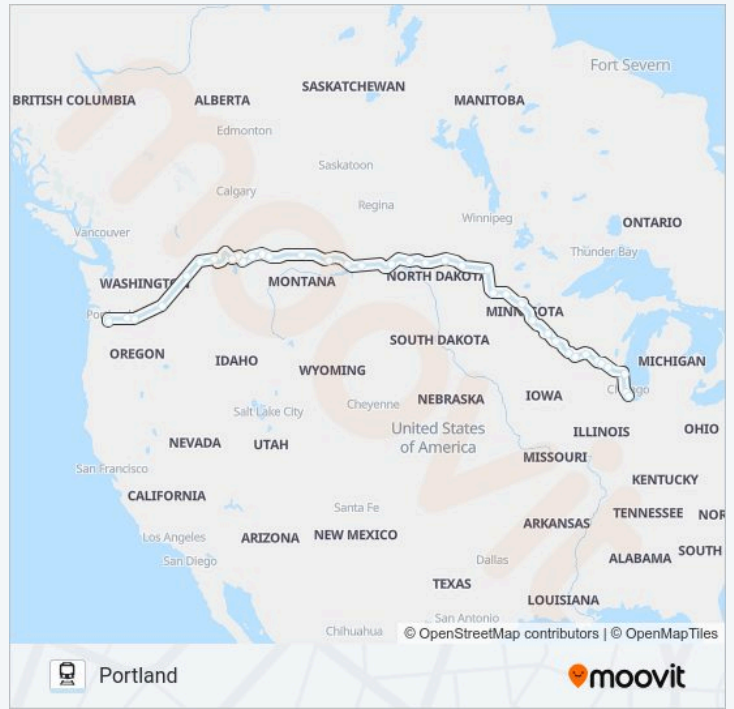 Fort Severn
SASKATCHEWAN
BRITISH COLUMBIA
ALBERTA
MANITOBA
Edmonton
Saskatoon
Calgary
Regina
Winnipeg
ONTARIO
Vancouver
Thunder Bay
WASHINGTON
MONTANA
NORTH DAKOTA
MINNESOTA
OREGON
IDAHO
WYOMING
SOUTH DAKOTA
MICHIGAN
Chicago
NEBRASKA
IOWA
Cheyenne
Salt Lake City
United States
of America
ILLINOIS
OHIO
NEVADA
UTAH
MISSOURI
San Francisco
KENTUCKY
CALIFORNIA
Santa Fe
TENNESSEE
NOR
Los Angeles
ARIZONA
NEW MEXICO
ARKANSAS
San Diego
Dallas
ALABAMA
SOUTH
TEXAS
LOUISIANA
San Antonio
Chihuahua
© OpenStreetMap contributors | © OpenMapTiles
Portland
moovit
moovit